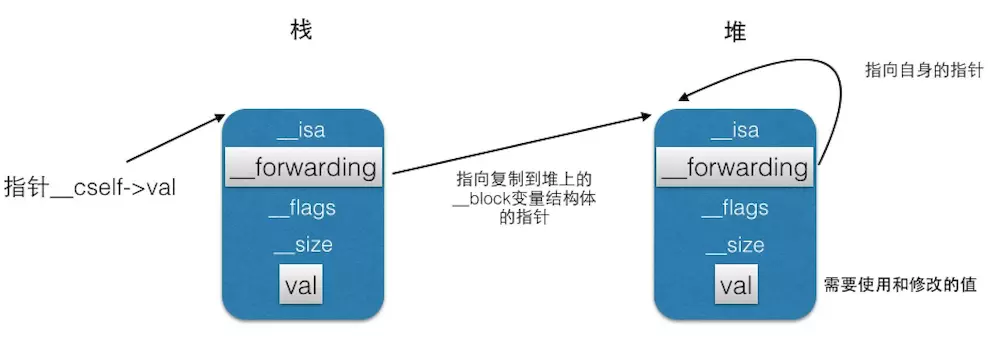 栈
堆
指向自身的指针
__isa
__forwarding
__flags
__size
val
指针__cself->val
指向复制到堆上的
__block变量结构体
的指针
__isa
__forwarding
__flags
__size
val
需要使用和修改的值